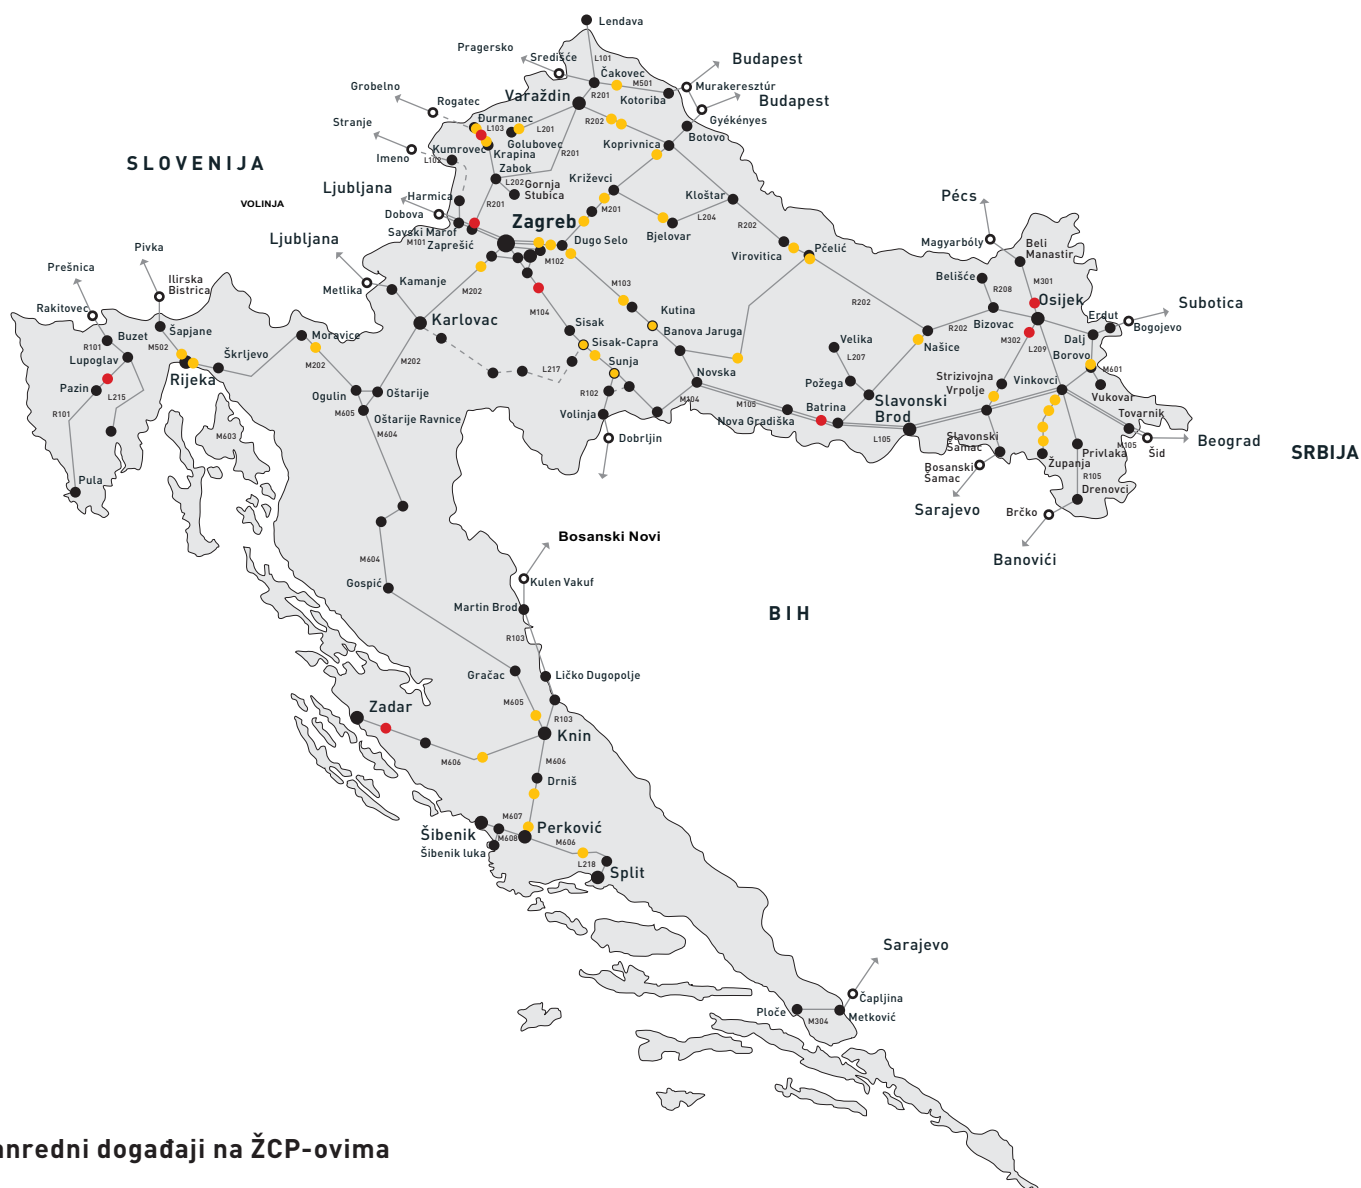 Lendava
Pragersko
Središće
L101
Budapest
Čakovec
M501
Murakeresztúr
Grobelno
R201
Kotoriba
Budapest
Varaždin
Rogatec
Gyékényes
Stranje
Đurmanec
L103
L201
R202
Botovo
Golubovec
Koprivnica
Imeno
Kumrovec
L102
Krapina
R201
SLOVENIJA
Zabok
Križevci
Ljubljana
L202
Gornja
Stubica
Kloštar
Pécs
Harmica
R201
M201
VOLINJA
Dobova
Zagreb
L204
R202
Savski Marof
Bjelovar
M101
Zaprešić
Dugo Selo
Magyarbóly
Beli
Manastir
Ljubljana
Pivka
M102
Virovitica
Pčelić
Prešnica
Belišće
M301
Ilirska
Bistrica
Kamanje
M202
M103
R208
Metlika
R202
Osijek
Subotica
Rakitovec
Karlovac
M104
Kutina
Erdut
Bogojevo
Buzet
Šapjane
Moravice
Sisak
Banova Jaruga
R202
Bizovac
M302
Dalj
R101
M502
Škrljevo
Sisak-Capra
Velika
Našice
L209
Borovo
Lupoglav
M202
M202
L217
Sunja
L207
M601
Rijeka
Novska
Strizivojna
Vrpolje
Vinkovci
Pazin
L215
Ogulin
Oštarije
R102
Požega
Vukovar
M605
M104
M105
Batrina
Slavonski
Brod
R101
Oštarije Ravnice
Volinja
Nova Gradiška
Tovarnik
M603
M604
Dobrljin
L105
Slavonski
Šamac
M105
Beograd
SRBIJA
Privlaka
Šid
Bosanski
Šamac
Županja
Pula
R105
Drenovci
Sarajevo
Brčko
Bosanski Novi
Banovići
M604
Gospić
Kulen Vakuf
Martin Brod
BIH
R103
Gračac
Ličko Dugopolje
Zadar
M605
R103
Knin
M606
M606
Drniš
M607
Šibenik
Perković
M608
M606
Šibenik luka
L218
Split
Sarajevo
Čapljina
Ploče
M304
Metković
anredni događaji na ŽCP-ovima